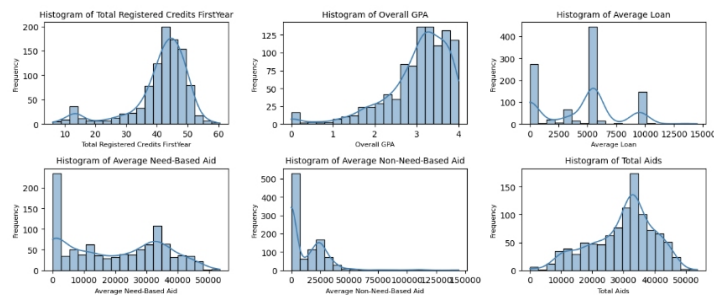 Histogram of Total Registered Credits FirstYear
200
150
100
50
0
Frequency
10 20 30 40 50 60
Total Registered Credits FirstYear
Histogram of Overall GPA
125
100
75
50
25
0
Frequency
0 1 2 3 4
Overall GPA
Histogram of Average Loan
400
300
200
100
0
Frequency
0 2500 5000 7500 10000 12500 15000
Average Loan
Histogram of Average Need-Based Aid
200
150
100
50
0
Frequency
0 10000 20000 30000 40000 50000
Average Need-Based Aid
Histogram of Average Non-Need-Based Aid
500
400
300
200
100
0
Frequency
0 25000 50000 75000 100000 125000 150000
Average Non-Need-Based Aid
Histogram of Total Aids
150
100
50
0
Frequency
0 10000 20000 30000 40000 50000
Total Aids